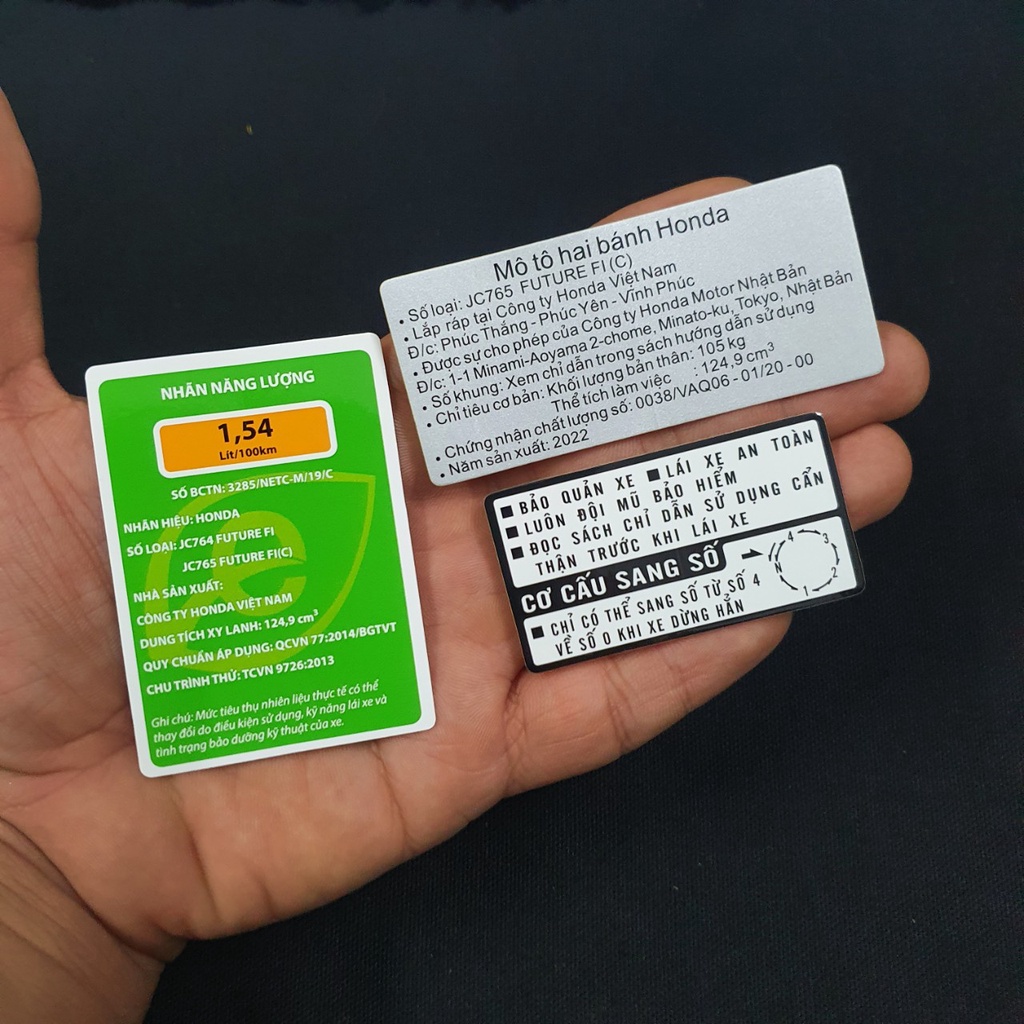 NHÃN NĂNG LƯỢNG
1,54
Lít/100km
SỐ BCTN: 3285/NETC-M/19/C
NHÃN HIỆU: HONDA
SỐ LOẠI: JC764 FUTURE FI
JC765 FUTURE FI(C)
NHÀ SẢN XUẤT:
CÔNG TY HONDA VIỆT NAM
DUNG TÍCH XY LANH: 124,9 cm³
QUY CHUẨN ÁP DỤNG: QCVN 77:2014/BGTVT
CHU TRÌNH THỬ: TCVN 9726:2013
Ghi chú: Mức tiêu thụ nhiên liệu thực tế có thể
thay đổi do điều kiện sử dụng, kỹ năng lái xe và
tình trạng bảo dưỡng kỹ thuật của xe.
Mô tô hai bánh Honda
• Số loại: JC765 FUTURE FI (C)
• Lắp ráp tại Công ty Honda Việt Nam
Đ/c: Phúc Thắng - Phúc Yên - Vĩnh Phúc
• Được sự cho phép của Công ty Honda Motor Nhật Bản
Đ/c: 1-1 Minami-Aoyama 2-chome, Minato-ku, Tokyo, Nhật Bản
• Số khung: Xem chỉ dẫn trong sách hướng dẫn sử dụng
• Chỉ tiêu cơ bản: Khối lượng bản thân: 105 kg
Thể tích làm việc : 124,9 cm³
• Chứng nhận chất lượng số: 0038/VAQ06 - 01/20 - 00
• Năm sản xuất: 2022
■ BẢO QUẢN XE ■ LÁI XE AN TOÀN
■ LUÔN ĐỘI MŨ BẢO HIỂM
■ ĐỌC SÁCH CHỈ DẪN SỬ DỤNG CẨN
THẬN TRƯỚC KHI LÁI XE
CƠ CẤU SANG SỐ
N 1 2 3 4
■ CHỈ CÓ THỂ SANG SỐ TỪ SỐ 4
VỀ SỐ 0 KHI XE DỪNG HẲN